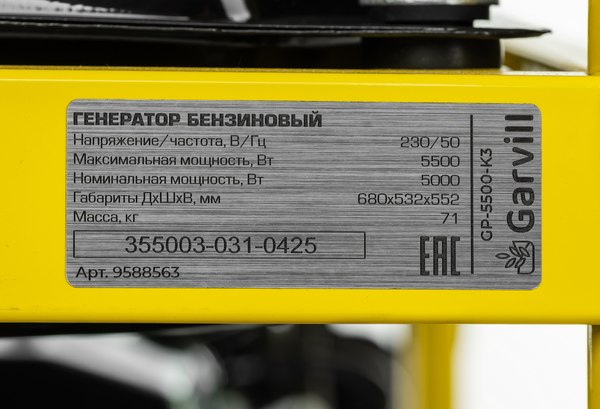 ГЕНЕРАТОР БЕНЗИНОВЫЙ
Напряжение/частота, В/Гц 230/50
Максимальная мощность, Вт 5500
Номинальная мощность, Вт 5000
Габариты ДхШхВ, мм 680х532х552
Масса, кг 71
355003-031-0425
Арт. 9588563
EAC
GP-5500-K3
Garvill